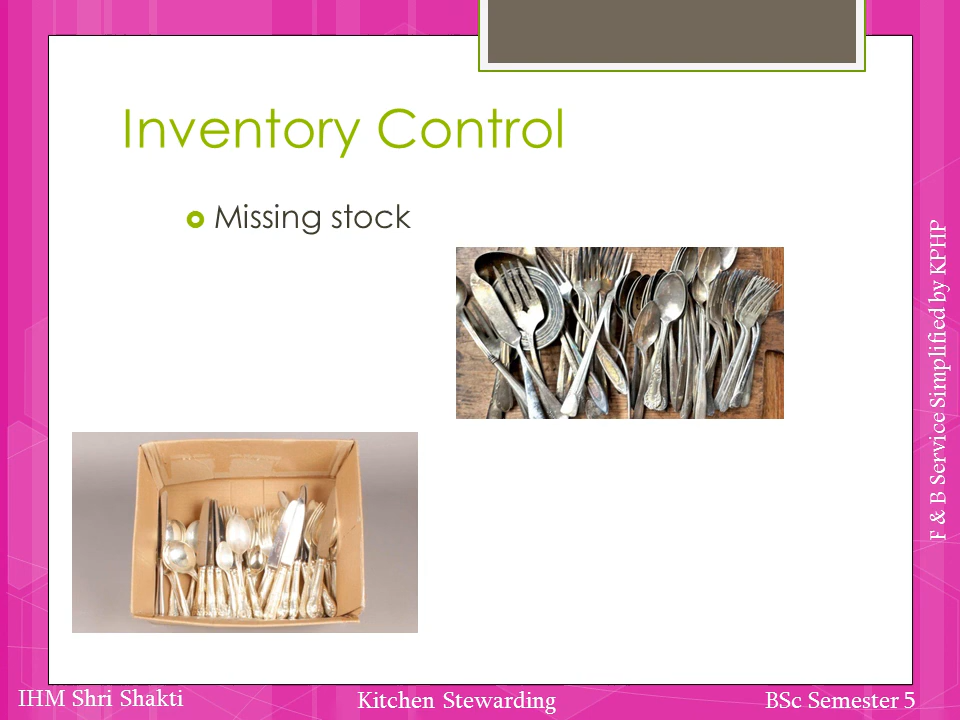 Inventory Control
Missing stock
F & B Service Simplified by KPHP
IHM Shri Shakti
Kitchen Stewarding
BSc Semester 5